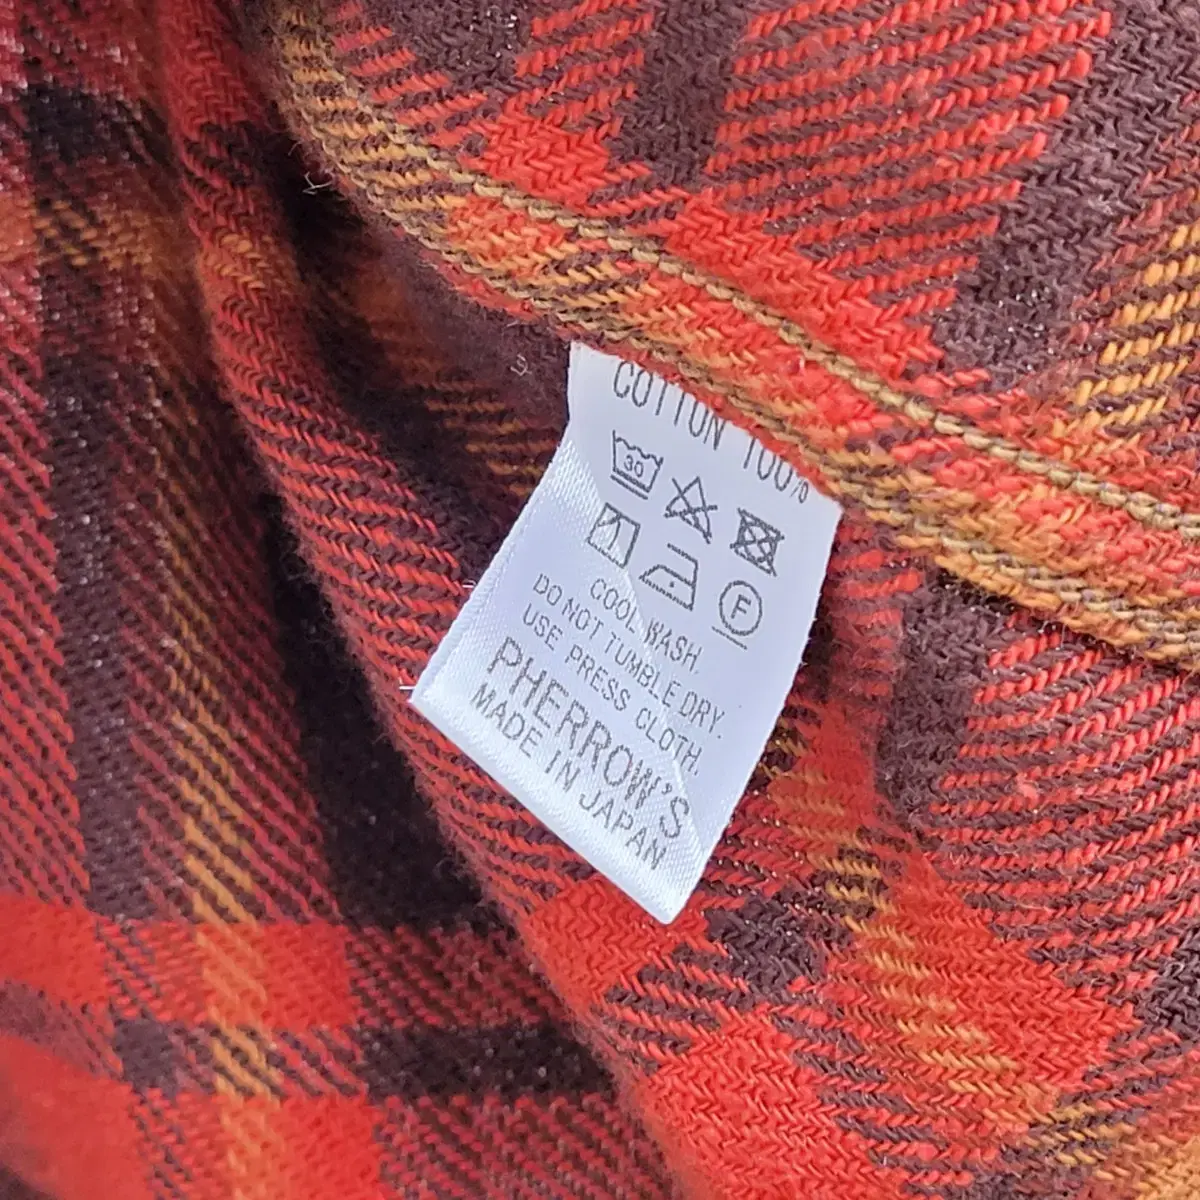 COTTON 100%
30
F
COOL WASH.
DO NOT TUMBLE DRY.
USE PRESS CLOTH.
PHERROW'S
MADE IN JAPAN